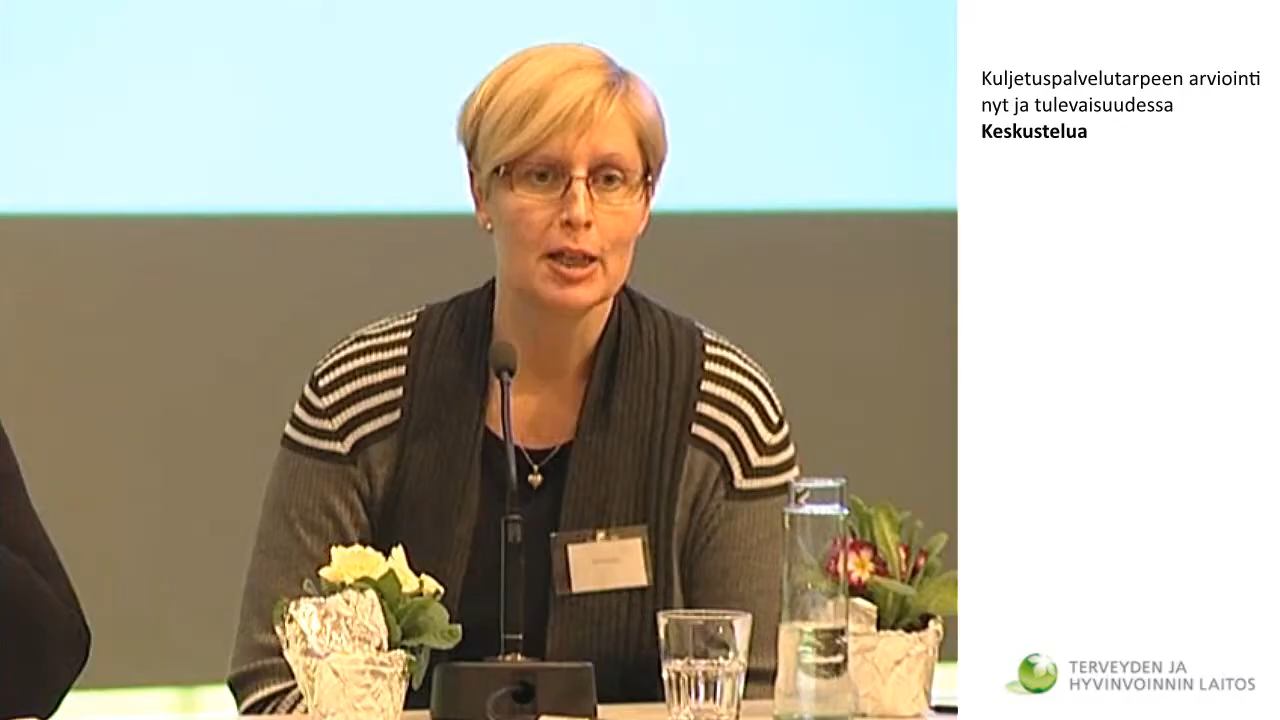 Kuljetuspalvelutarpeen arviointi
nyt ja tulevaisuudessa
Keskustelua
TERVEYDEN JA
HYVINVOINNIN LAITOS